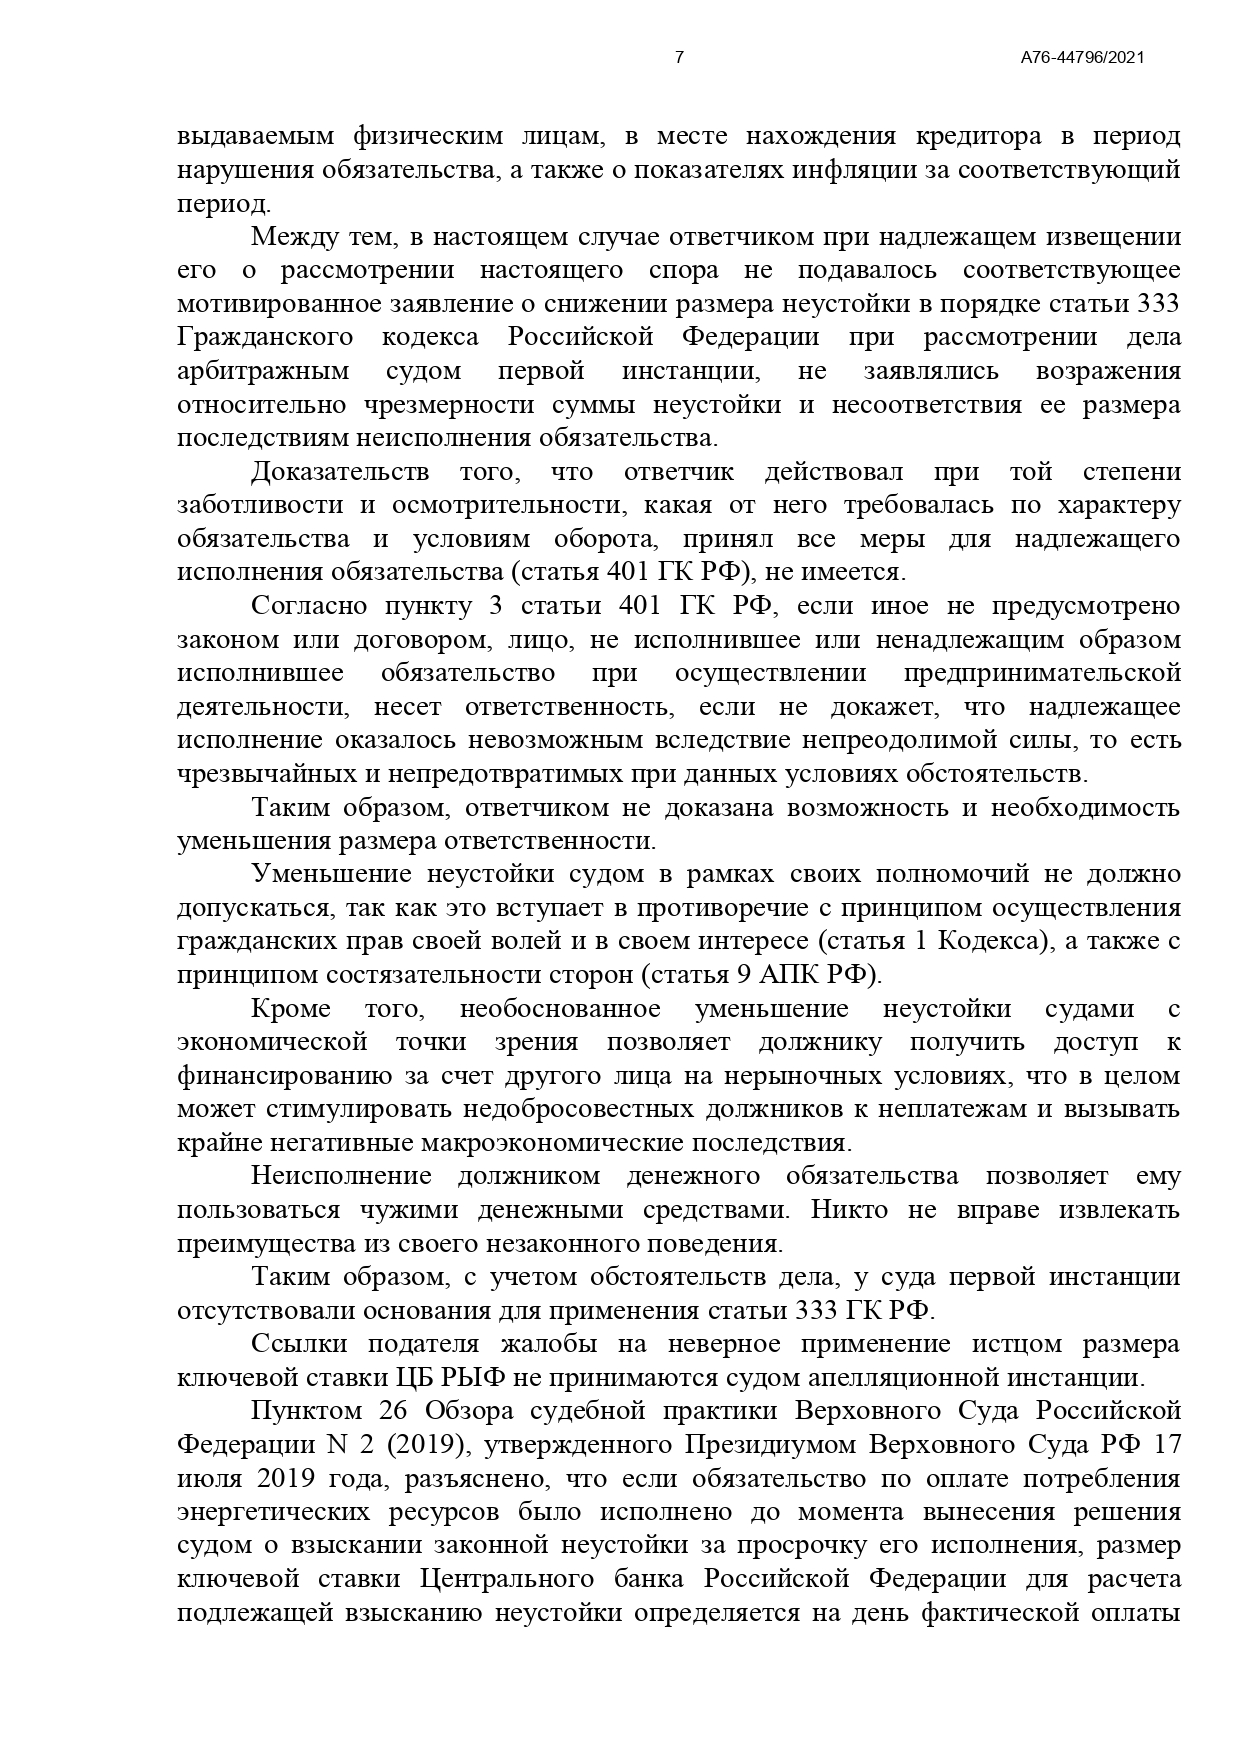 7
А76-44796/2021
выдаваемым физическим лицам, в месте нахождения кредитора в период
нарушения обязательства, а также о показателях инфляции за соответствующий
период.
Между тем, в настоящем случае ответчиком при надлежащем извещении
его о рассмотрении настоящего спора не подавалось соответствующее
мотивированное заявление о снижении размера неустойки в порядке статьи 333
Гражданского кодекса Российской Федерации при рассмотрении дела
арбитражным судом первой инстанции, не заявлялись возражения
относительно чрезмерности суммы неустойки и несоответствия ее размера
последствиям неисполнения обязательства.
Доказательств того, что ответчик действовал при той степени
заботливости и осмотрительности, какая от него требовалась по характеру
обязательства и условиям оборота, принял все меры для надлежащего
исполнения обязательства (статья 401 ГК РФ), не имеется.
Согласно пункту 3 статьи 401 ГК РФ, если иное не предусмотрено
законом или договором, лицо, не исполнившее или ненадлежащим образом
исполнившее обязательство при осуществлении предпринимательской
деятельности, несет ответственность, если не докажет, что надлежащее
исполнение оказалось невозможным вследствие непреодолимой силы, то есть
чрезвычайных и непредотвратимых при данных условиях обстоятельств.
Таким образом, ответчиком не доказана возможность и необходимость
уменьшения размера ответственности.
Уменьшение неустойки судом в рамках своих полномочий не должно
допускаться, так как это вступает в противоречие с принципом осуществления
гражданских прав своей волей и в своем интересе (статья 1 Кодекса), а также с
принципом состязательности сторон (статья 9 АПК РФ).
Кроме того, необоснованное уменьшение неустойки судами с
экономической точки зрения позволяет должнику получить доступ к
финансированию за счет другого лица на нерыночных условиях, что в целом
может стимулировать недобросовестных должников к неплатежам и вызывать
крайне негативные макроэкономические последствия.
Неисполнение должником денежного обязательства позволяет ему
пользоваться чужими денежными средствами. Никто не вправе извлекать
преимущества из своего незаконного поведения.
Таким образом, с учетом обстоятельств дела, у суда первой инстанции
отсутствовали основания для применения статьи 333 ГК РФ.
Ссылки подателя жалобы на неверное применение истцом размера
ключевой ставки ЦБ РЫФ не принимаются судом апелляционной инстанции.
Пунктом 26 Обзора судебной практики Верховного Суда Российской
Федерации N 2 (2019), утвержденного Президиумом Верховного Суда РФ 17
июля 2019 года, разъяснено, что если обязательство по оплате потребления
энергетических ресурсов было исполнено до момента вынесения решения
судом о взыскании законной неустойки за просрочку его исполнения, размер
ключевой ставки Центрального банка Российской Федерации для расчета
подлежащей взысканию неустойки определяется на день фактической оплаты